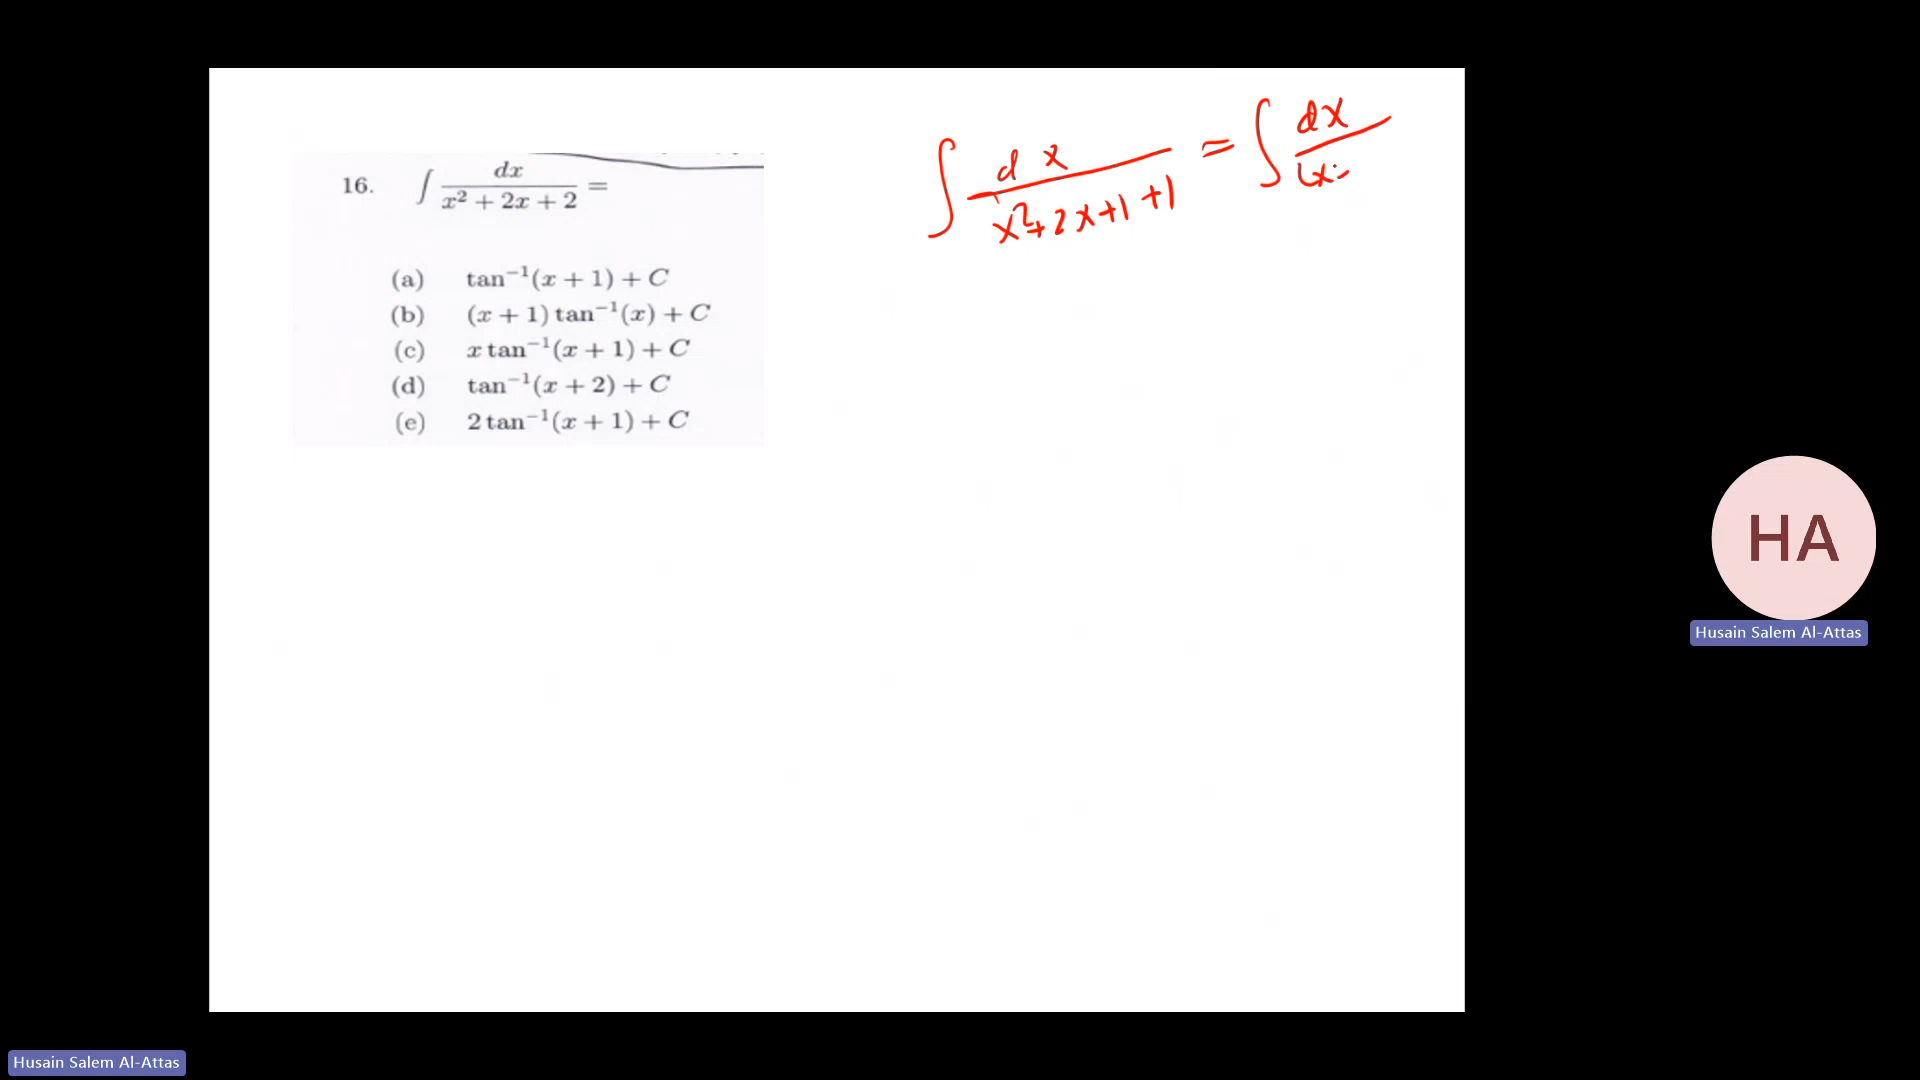 16. ∫ dx / (x² + 2x + 2) =
(a) tan⁻¹(x + 1) + C
(b) (x + 1) tan⁻¹(x) + C
(c) x tan⁻¹(x + 1) + C
(d) tan⁻¹(x + 2) + C
(e) 2 tan⁻¹(x + 1) + C
∫ dx / (x² + 2x + 1 + 1) = ∫ dx / (x
HA
Husain Salem Al-Attas
Husain Salem Al-Attas